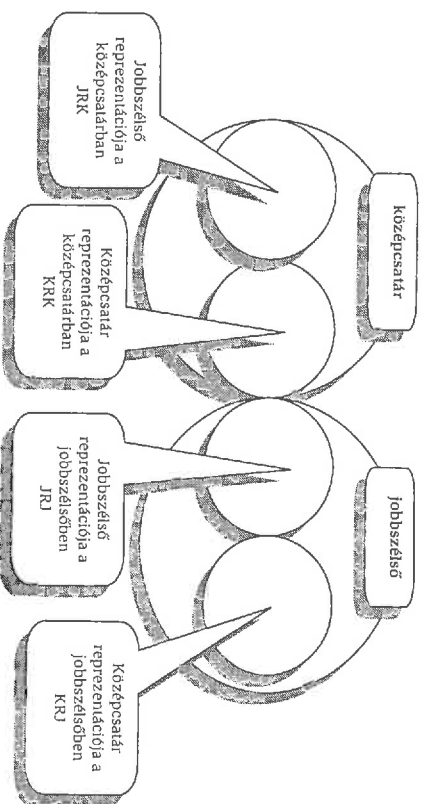 középcsatár
jobbszélső
Jobbszélső
reprezentációja a
középcsatárban
JRK
Középcsatár
reprezentációja a
középcsatárban
KRK
Jobbszélső
reprezentációja a
jobbszélsőben
JRJ
Középcsatár
reprezentációja a
jobbszélsőben
KRJ